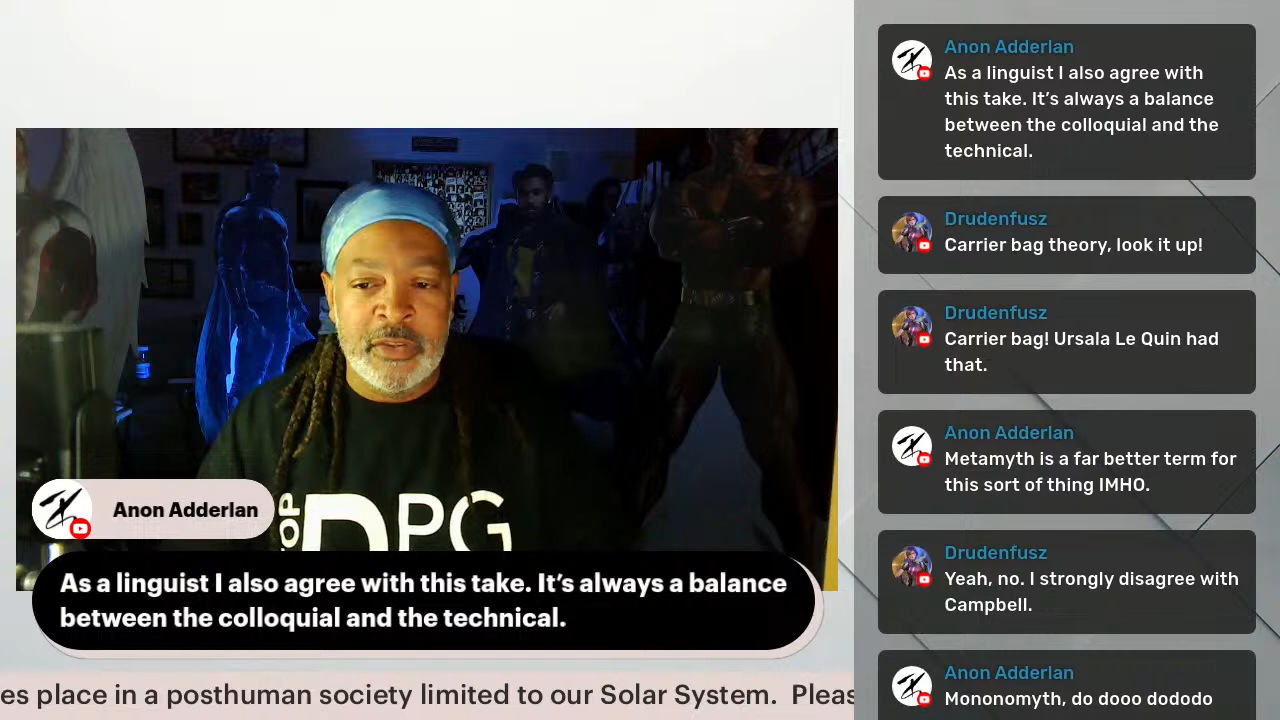 Anon Adderlan
As a linguist I also agree with
this take. It’s always a balance
between the colloquial and the
technical.
Drudenfusz
Carrier bag theory, look it up!
Drudenfusz
Carrier bag! Ursala Le Quin had
that.
Anon Adderlan
Metamyth is a far better term for
this sort of thing IMHO.
Drudenfusz
Yeah, no. I strongly disagree with
Campbell.
Anon Adderlan
Mononomyth, do dooo dododo
OP
DPG
Anon Adderlan
As a linguist I also agree with this take. It’s always a balance
between the colloquial and the technical.
es place in a posthuman society limited to our Solar System. Pleas